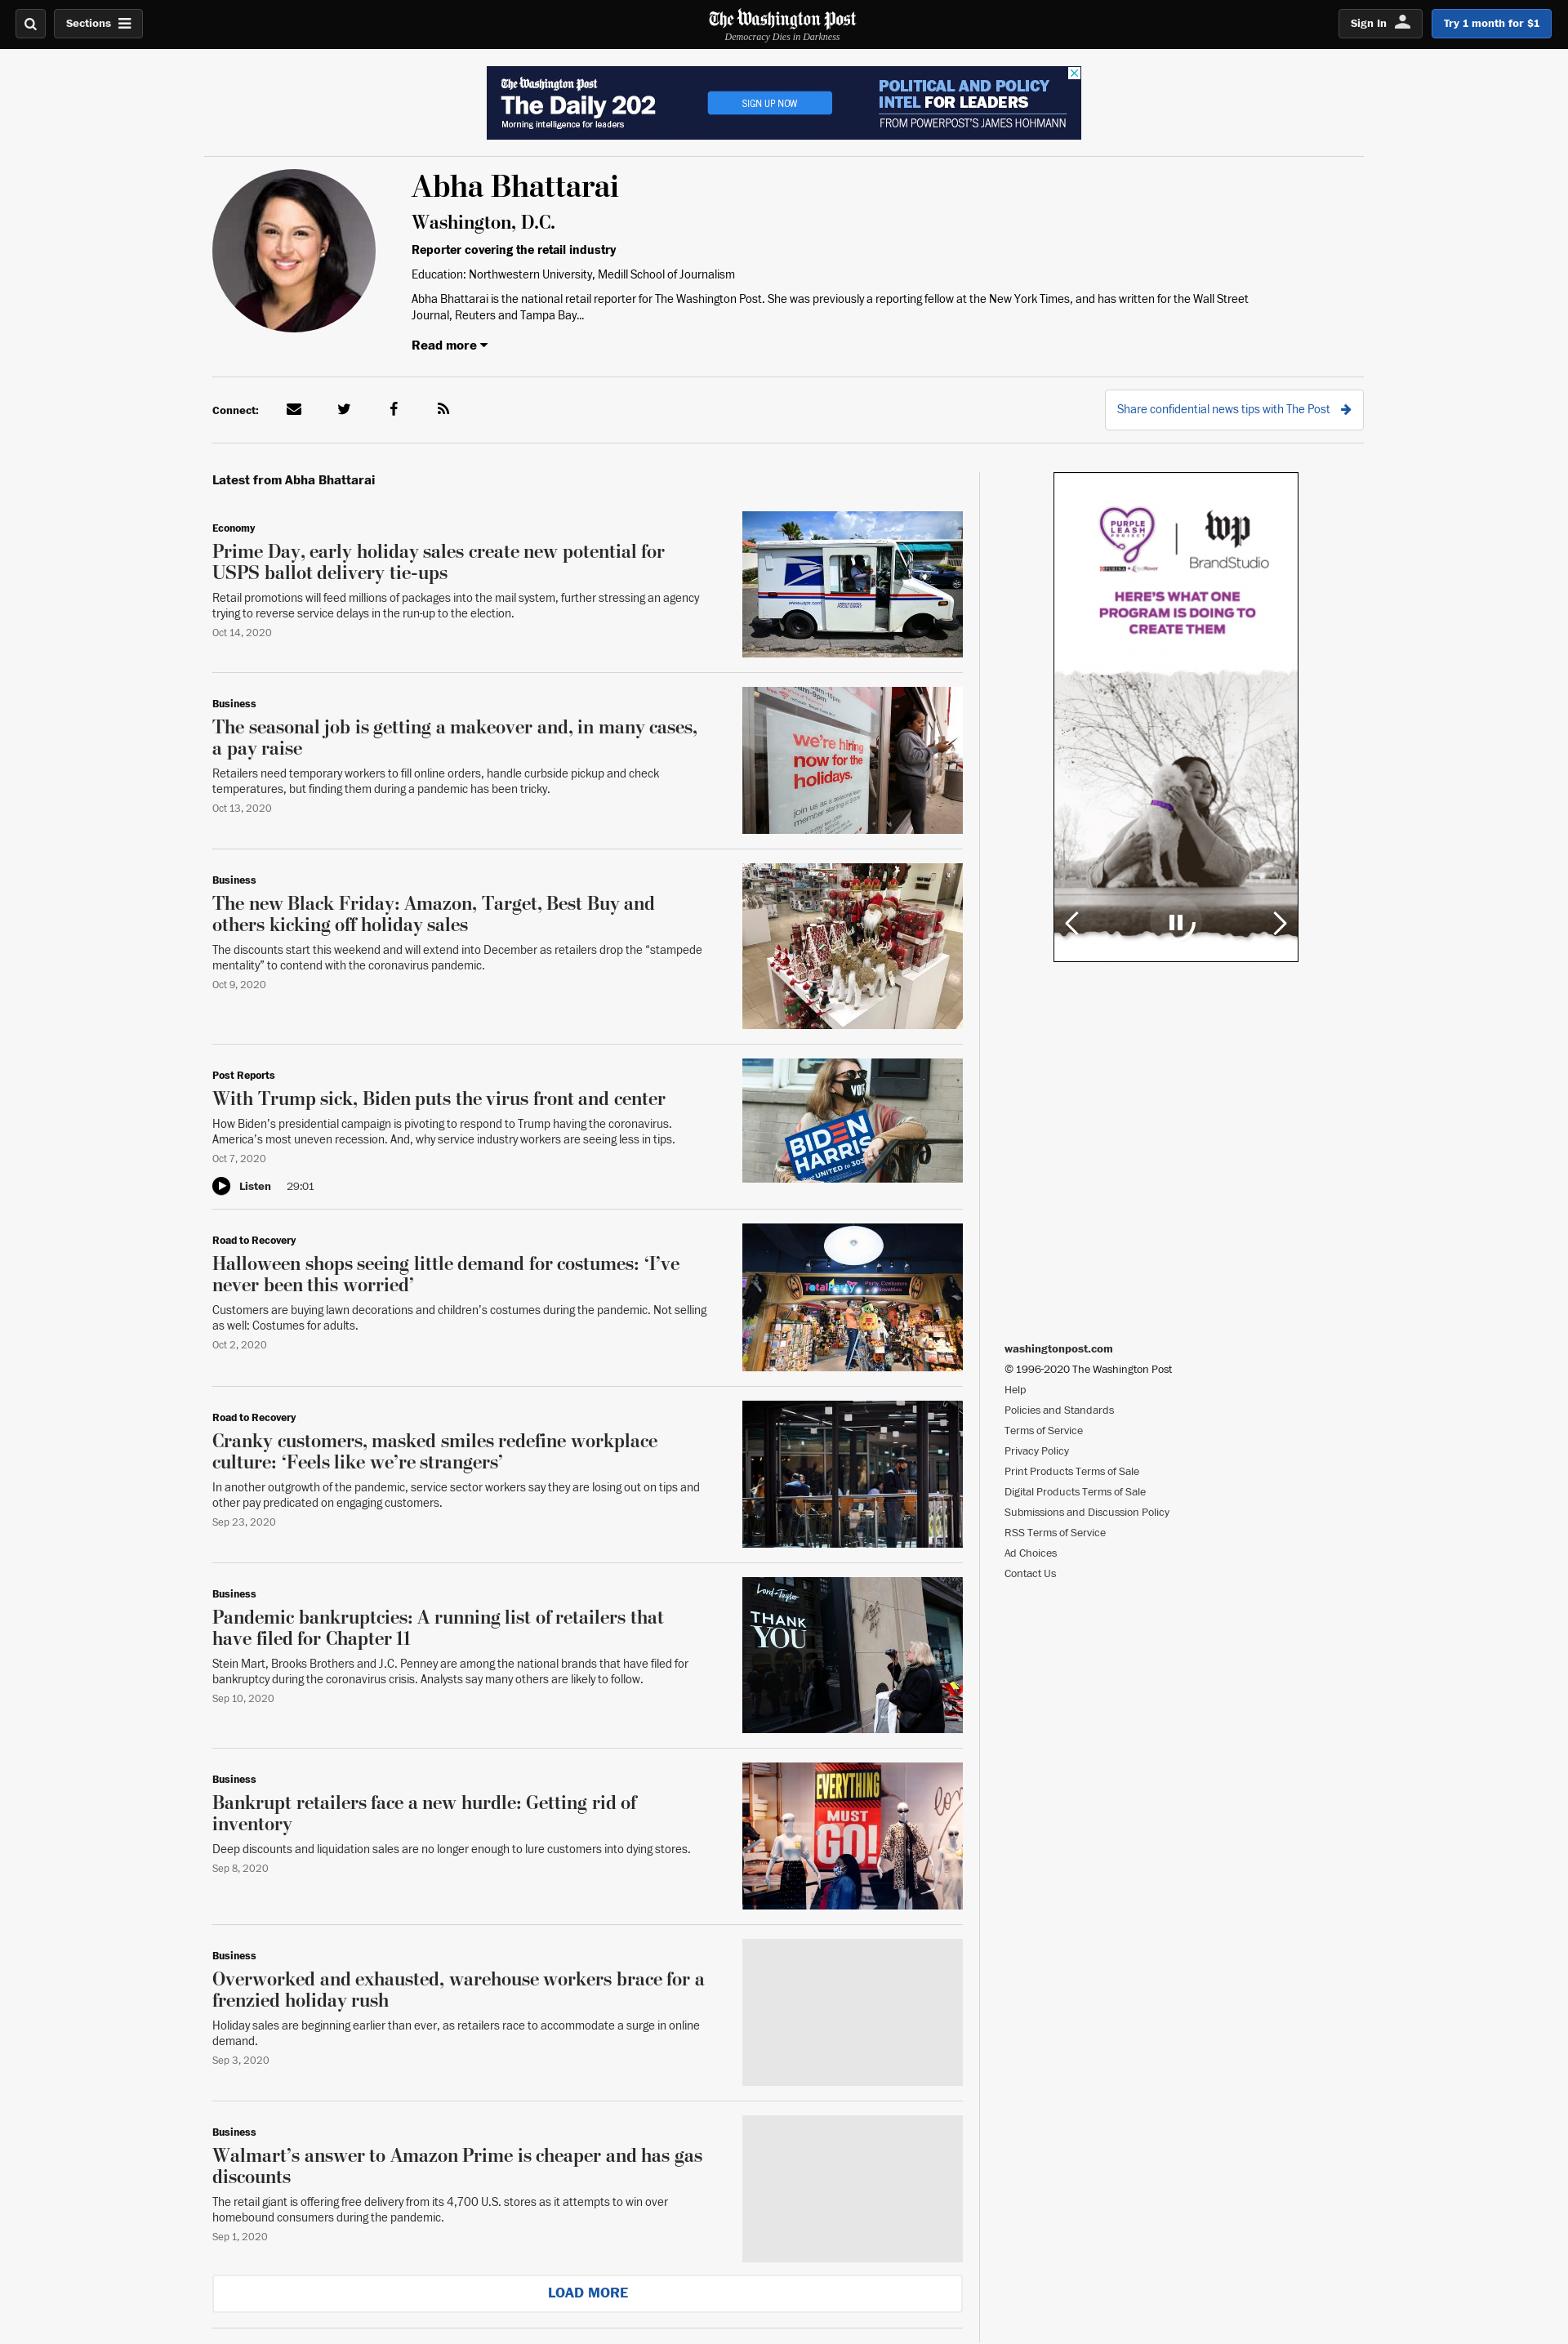 Sections
The Washington Post
Democracy Dies in Darkness
Sign In
Try 1 month for $1
The Washington Post
The Daily 202
Morning intelligence for leaders
SIGN UP NOW
POLITICAL AND POLICY
INTEL FOR LEADERS
FROM POWERPOST'S JAMES HOHMANN
Abha Bhattarai
Washington, D.C.
Reporter covering the retail industry
Education: Northwestern University, Medill School of Journalism
Abha Bhattarai is the national retail reporter for The Washington Post. She was previously a reporting fellow at the New York Times, and has written for the Wall Street
Journal, Reuters and Tampa Bay...
Read more
Connect:
Share confidential news tips with The Post
Latest from Abha Bhattarai
Economy
Prime Day, early holiday sales create new potential for
USPS ballot delivery tie-ups
Retail promotions will feed millions of packages into the mail system, further stressing an agency
trying to reverse service delays in the run-up to the election.
Oct 14, 2020
Business
The seasonal job is getting a makeover and, in many cases,
a pay raise
Retailers need temporary workers to fill online orders, handle curbside pickup and check
temperatures, but finding them during a pandemic has been tricky.
Oct 13, 2020
we're hiring
now for the
holidays.
join us as a seasonal team
Business
The new Black Friday: Amazon, Target, Best Buy and
others kicking off holiday sales
The discounts start this weekend and will extend into December as retailers drop the “stampede
mentality” to contend with the coronavirus pandemic.
Oct 9, 2020
Post Reports
With Trump sick, Biden puts the virus front and center
How Biden’s presidential campaign is pivoting to respond to Trump having the coronavirus.
America’s most uneven recession. And, why service industry workers are seeing less in tips.
Oct 7, 2020
Listen 29:01
VOTE
BIDEN
HARRIS
Road to Recovery
Halloween shops seeing little demand for costumes: ‘I’ve
never been this worried’
Customers are buying lawn decorations and children’s costumes during the pandemic. Not selling
as well: Costumes for adults.
Oct 2, 2020
Total Party
Road to Recovery
Cranky customers, masked smiles redefine workplace
culture: ‘Feels like we’re strangers’
In another outgrowth of the pandemic, service sector workers say they are losing out on tips and
other pay predicated on engaging customers.
Sep 23, 2020
Business
Pandemic bankruptcies: A running list of retailers that
have filed for Chapter 11
Stein Mart, Brooks Brothers and J.C. Penney are among the national brands that have filed for
bankruptcy during the coronavirus crisis. Analysts say many others are likely to follow.
Sep 10, 2020
Lord + Taylor
THANK
YOU
Business
Bankrupt retailers face a new hurdle: Getting rid of
inventory
Deep discounts and liquidation sales are no longer enough to lure customers into dying stores.
Sep 8, 2020
EVERYTHING
MUST
GO!
Business
Overworked and exhausted, warehouse workers brace for a
frenzied holiday rush
Holiday sales are beginning earlier than ever, as retailers race to accommodate a surge in online
demand.
Sep 3, 2020
Business
Walmart’s answer to Amazon Prime is cheaper and has gas
discounts
The retail giant is offering free delivery from its 4,700 U.S. stores as it attempts to win over
homebound consumers during the pandemic.
Sep 1, 2020
LOAD MORE
PURPLE
LEASH
PROJECT
PURINA
wp
BrandStudio
HERE'S WHAT ONE
PROGRAM IS DOING TO
CREATE THEM
washingtonpost.com
© 1996-2020 The Washington Post
Help
Policies and Standards
Terms of Service
Privacy Policy
Print Products Terms of Sale
Digital Products Terms of Sale
Submissions and Discussion Policy
RSS Terms of Service
Ad Choices
Contact Us